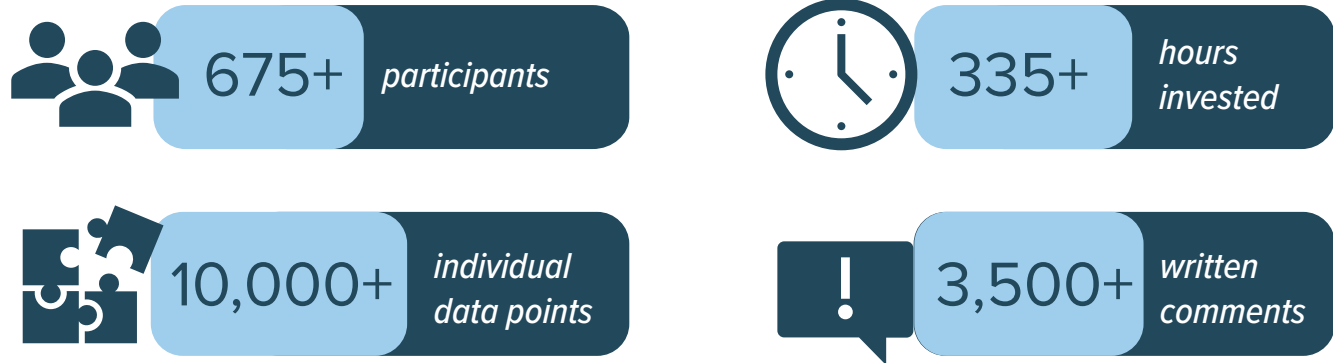 675+ participants
335+ hours
invested
10,000+ individual
data points
3,500+ written
comments